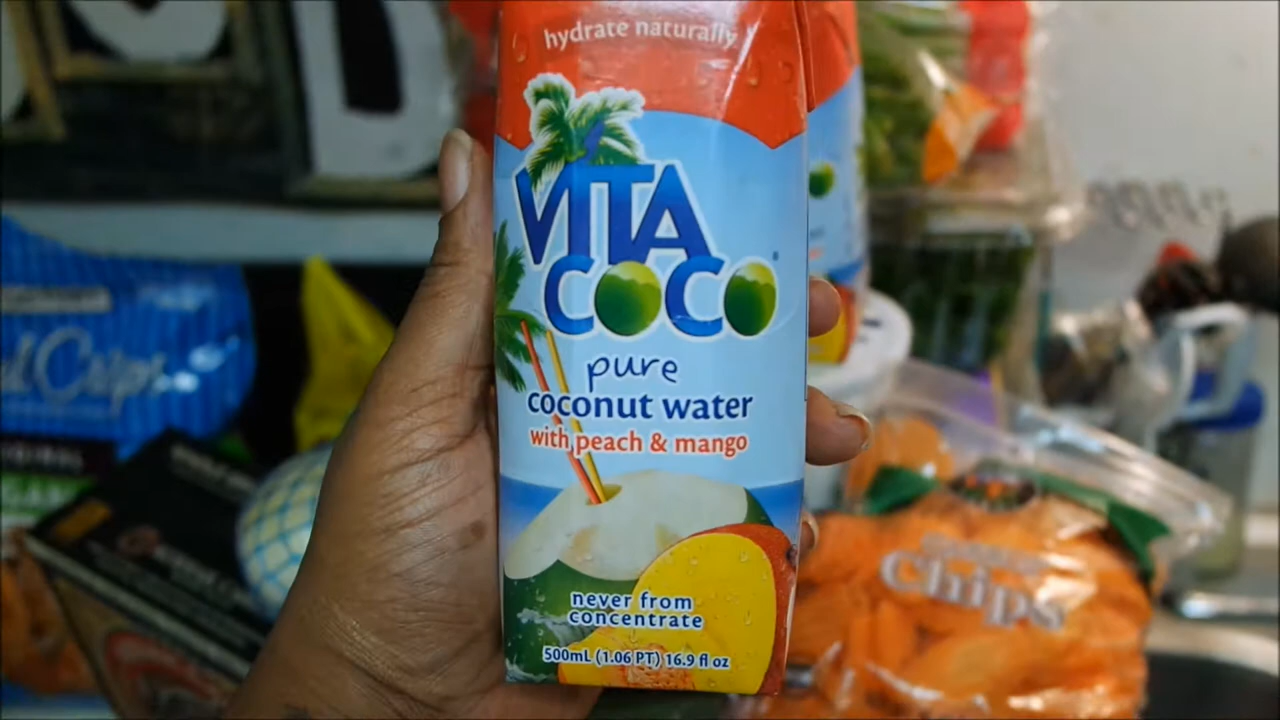 hydrate naturally
VITA
COCO
pure
coconut water
with peach & mango
never from
concentrate
500mL (1.06 PT) 16.9 fl oz
Chips